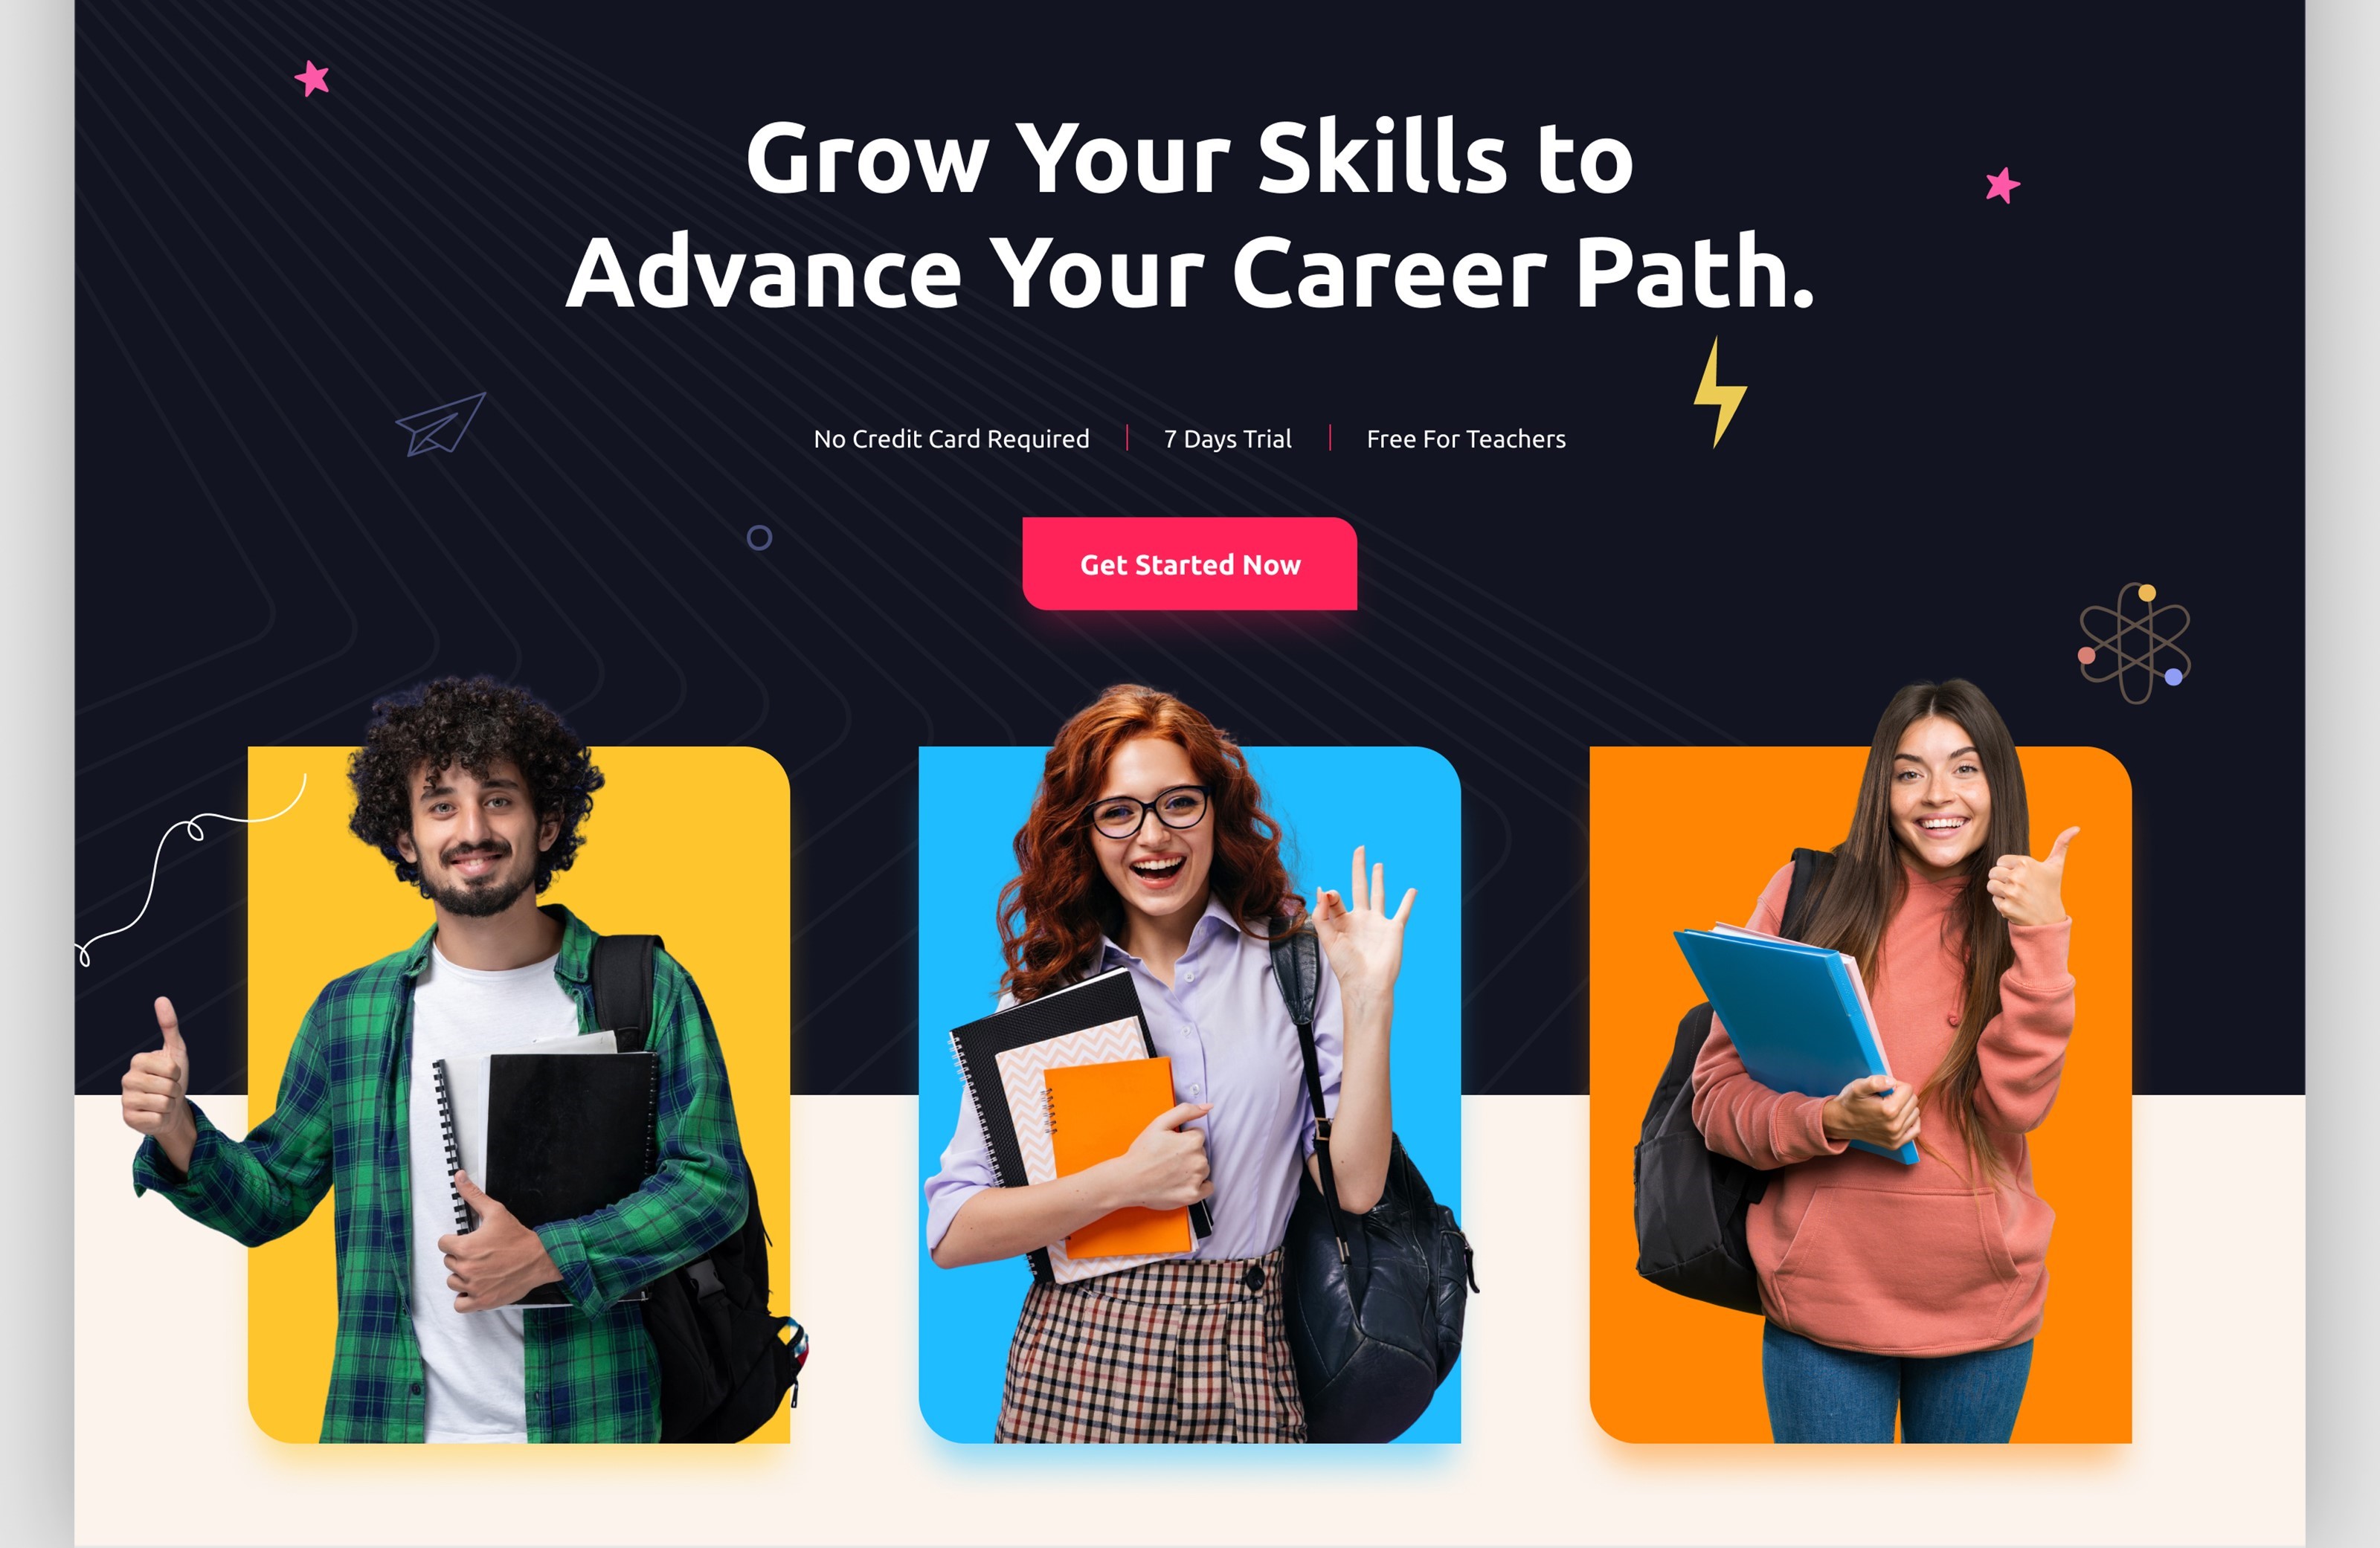 Grow Your Skills to
Advance Your Career Path.
No Credit Card Required | 7 Days Trial | Free For Teachers
Get Started Now